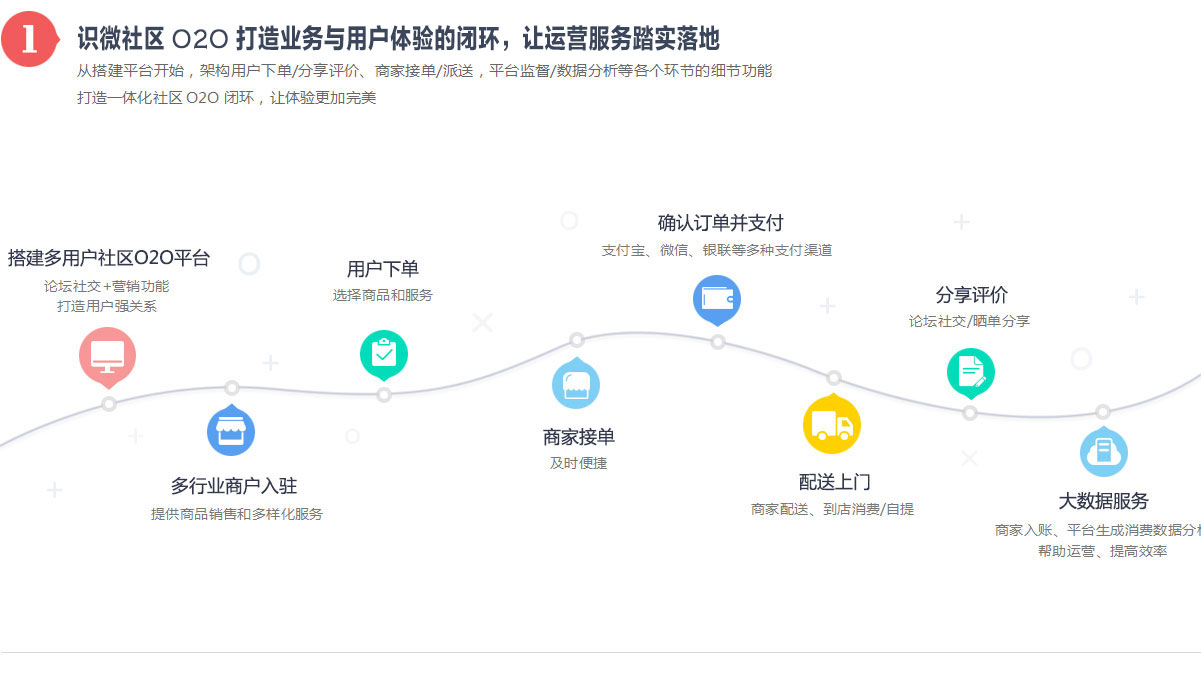 1
识微社区 O2O 打造业务与用户体验的闭环，让运营服务踏实落地
从搭建平台开始，架构用户下单/分享评价、商家接单/派送，平台监督/数据分析等各个环节的细节功能
打造一体化社区 O2O 闭环，让体验更加完美
搭建多用户社区O2O平台
论坛社交+营销功能
打造用户强关系
多行业商户入驻
提供商品销售和多样化服务
用户下单
选择商品和服务
商家接单
及时便捷
确认订单并支付
支付宝、微信、银联等多种支付渠道
配送上门
商家配送、到店消费/自提
分享评价
论坛社交/晒单分享
大数据服务
商家入账、平台生成消费数据分析
帮助运营、提高效率